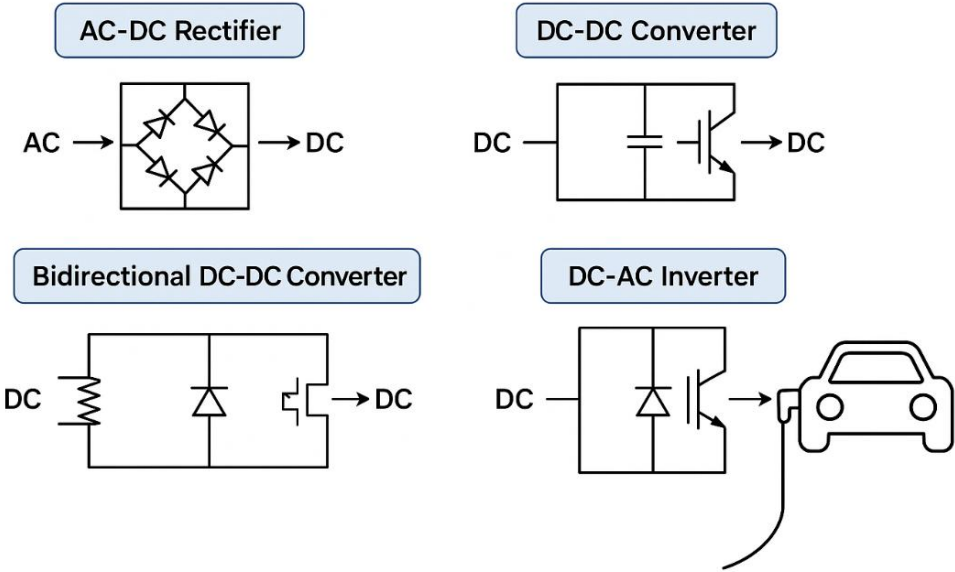 AC-DC Rectifier
DC-DC Converter
AC
DC
DC
DC
Bidirectional DC-DC Converter
DC-AC Inverter
DC
DC
DC